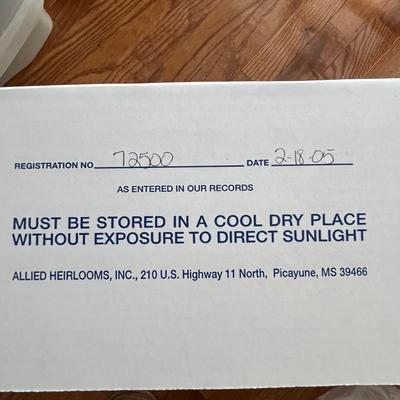 REGISTRATION NO. 72500 DATE 2-18-05
AS ENTERED IN OUR RECORDS
MUST BE STORED IN A COOL DRY PLACE
WITHOUT EXPOSURE TO DIRECT SUNLIGHT
ALLIED HEIRLOOMS, INC., 210 U.S. Highway 11 North, Picayune, MS 39466